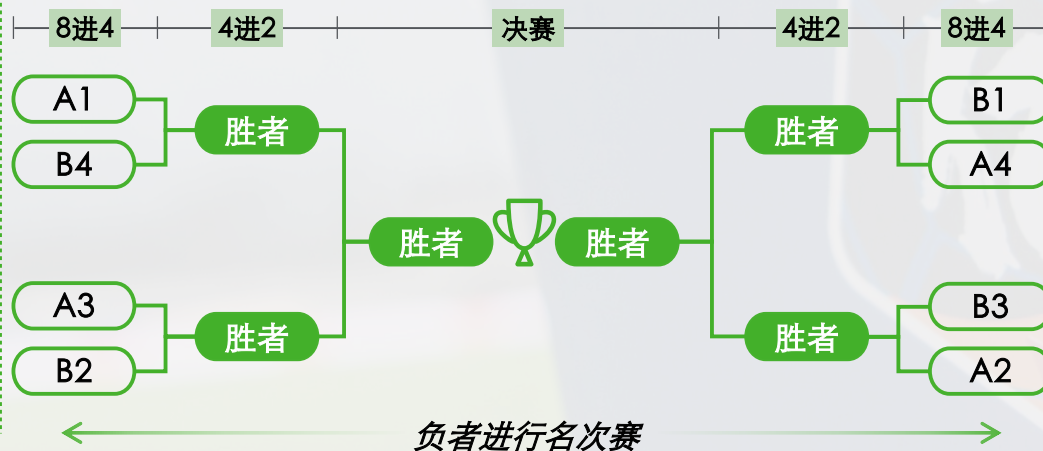 8进4 4进2 决赛 4进2 8进4
A1
B1
胜者
胜者
B4
A4
胜者
胜者
A3
B3
胜者
胜者
B2
A2
负者进行名次赛